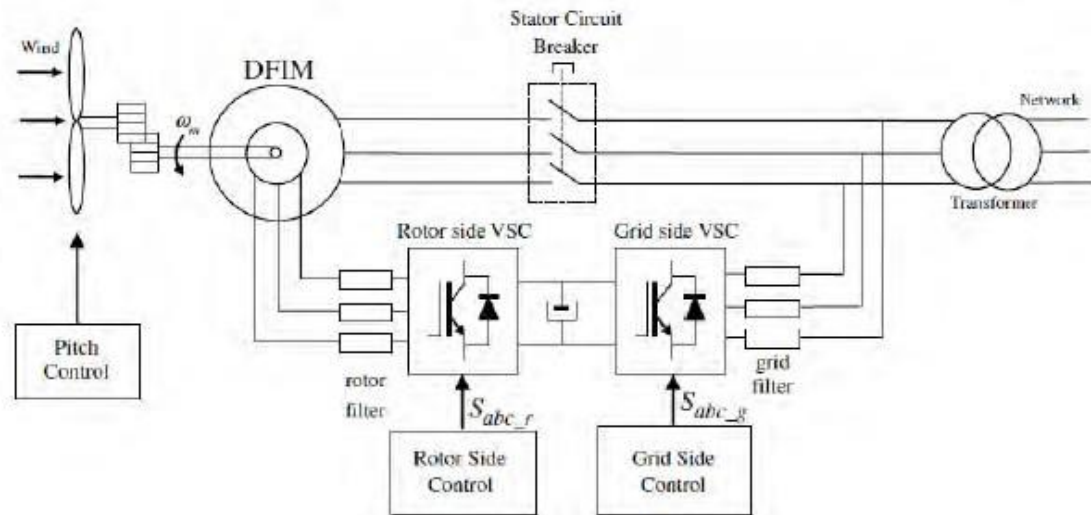 Stator Circuit
Breaker
Wind
DFIM
Network
ω_m
Transformer
Rotor side VSC
Grid side VSC
Pitch
Control
rotor
filter
grid
filter
S_abc_r
S_abc_g
Rotor Side
Control
Grid Side
Control